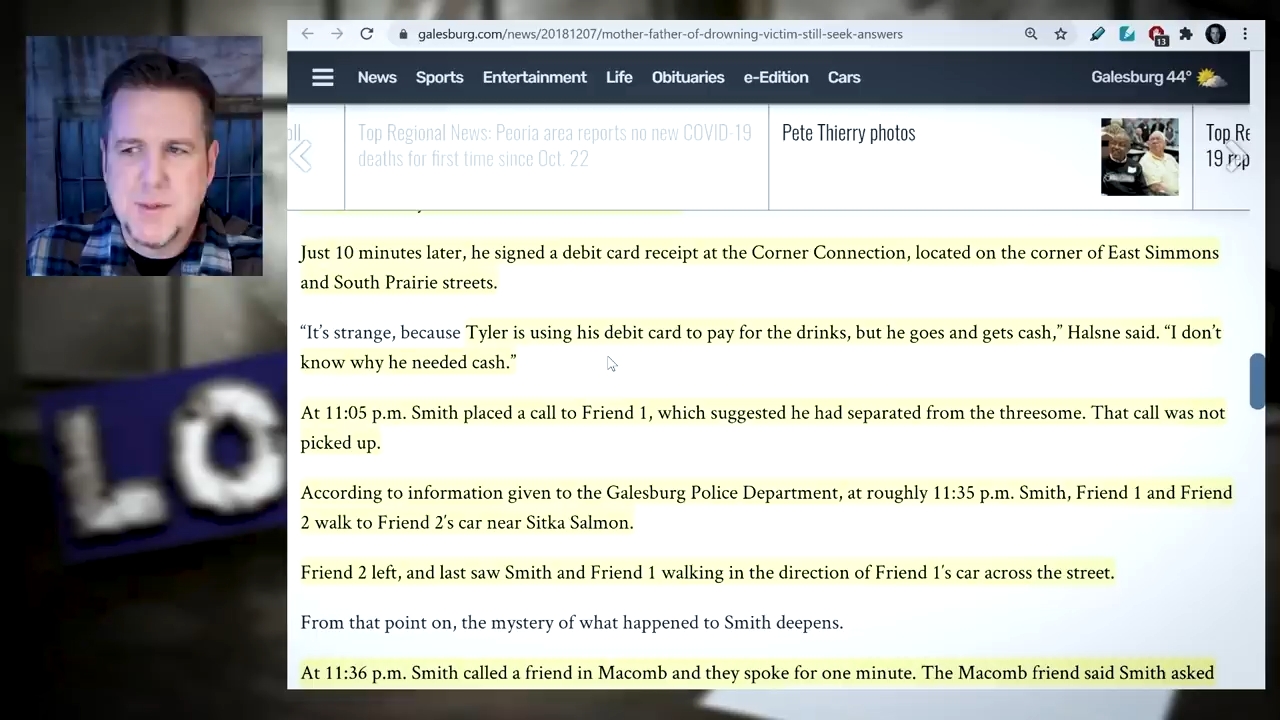 galesburg.com/news/20181207/mother-father-of-drowning-victim-still-seek-answers
13
News Sports Entertainment Life Obituaries e-Edition Cars
Galesburg 44°
oll
Top Regional News: Peoria area reports no new COVID-19
deaths for first time since Oct. 22
Pete Thierry photos
Top Re
19 rep
Just 10 minutes later, he signed a debit card receipt at the Corner Connection, located on the corner of East Simmons
and South Prairie streets.
“It’s strange, because Tyler is using his debit card to pay for the drinks, but he goes and gets cash,” Halsne said. “I don’t
know why he needed cash.”
At 11:05 p.m. Smith placed a call to Friend 1, which suggested he had separated from the threesome. That call was not
picked up.
According to information given to the Galesburg Police Department, at roughly 11:35 p.m. Smith, Friend 1 and Friend
2 walk to Friend 2’s car near Sitka Salmon.
Friend 2 left, and last saw Smith and Friend 1 walking in the direction of Friend 1’s car across the street.
From that point on, the mystery of what happened to Smith deepens.
At 11:36 p.m. Smith called a friend in Macomb and they spoke for one minute. The Macomb friend said Smith asked
LO